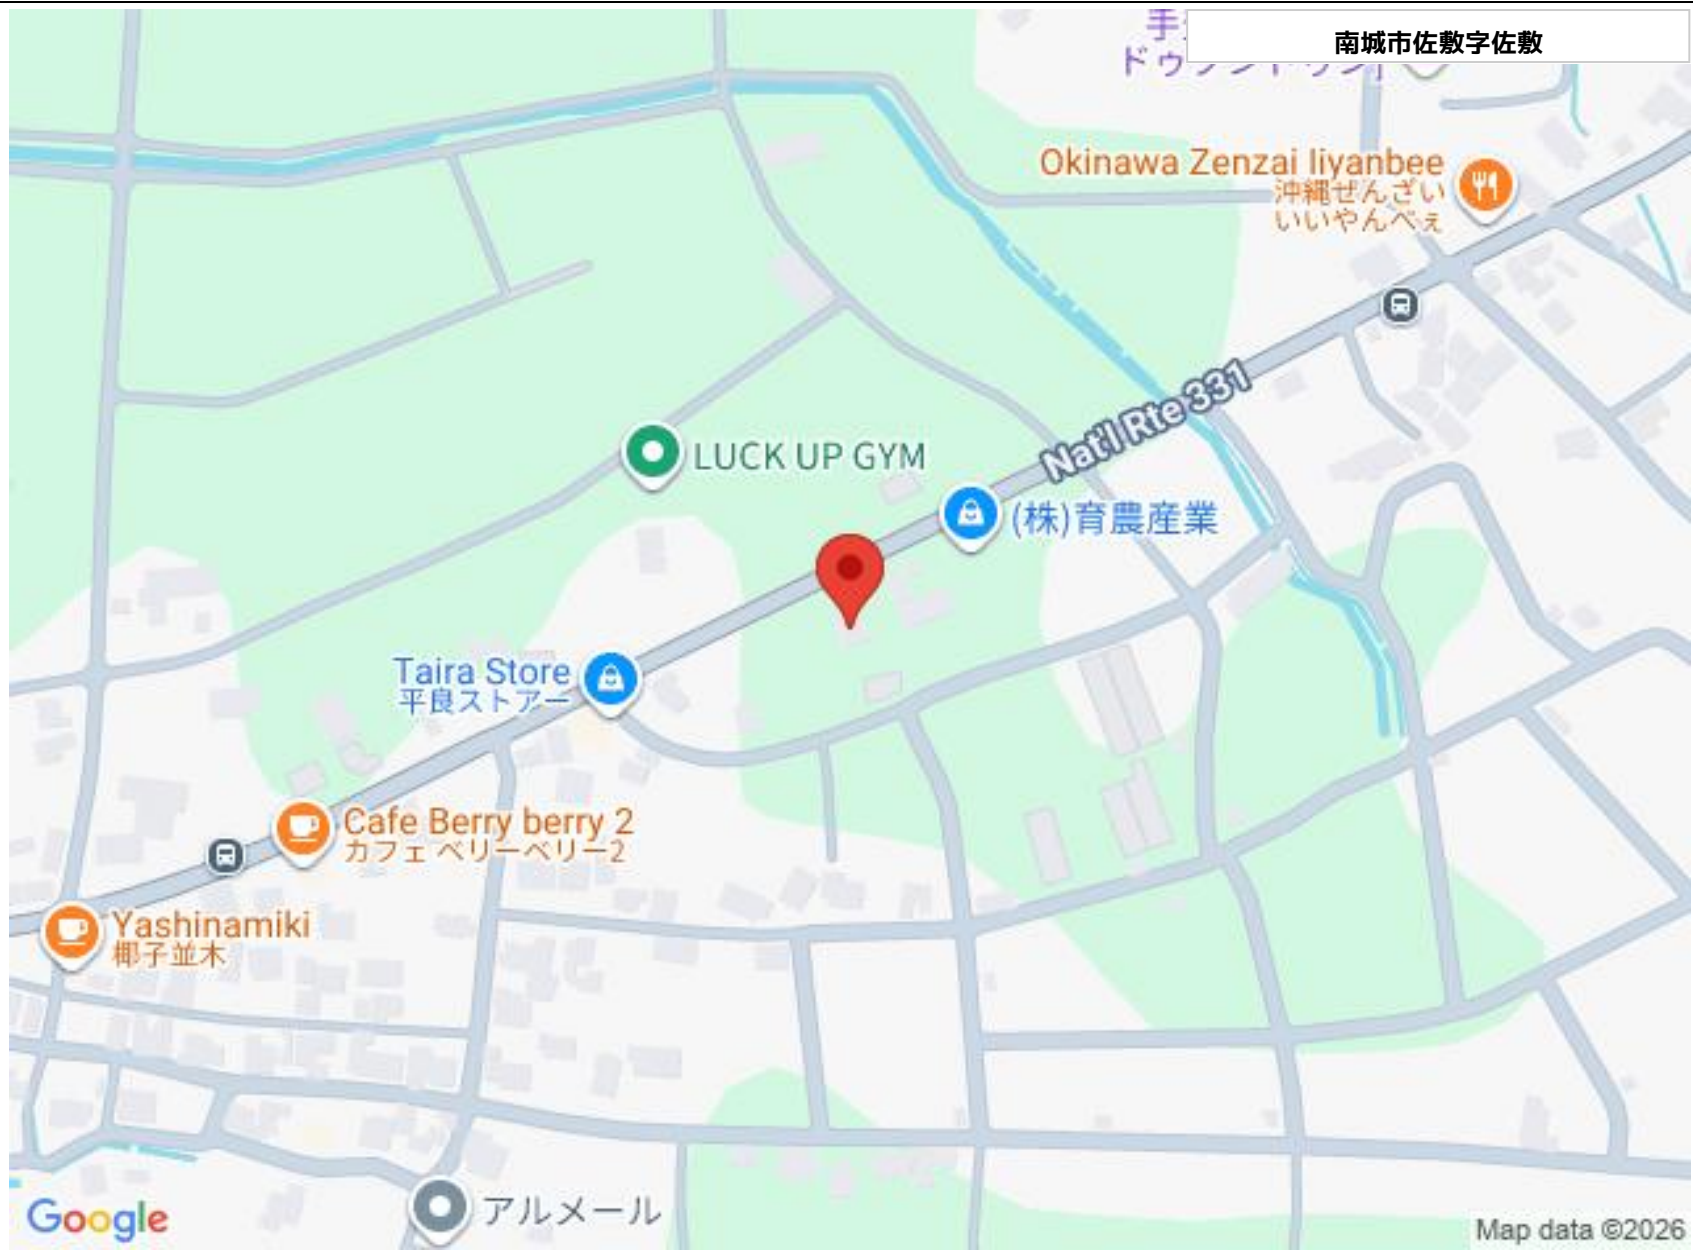 南城市佐敷字佐敷
Okinawa Zenzai Iiyanbee
沖縄ぜんざい
いいやんべぇ
Nat'l Rte 331
LUCK UP GYM
(株)育農産業
Taira Store
平良ストアー
Cafe Berry berry 2
カフェ ベリーベリー2
Yashinamiki
椰子並木
アルメール
Google
Map data ©2026